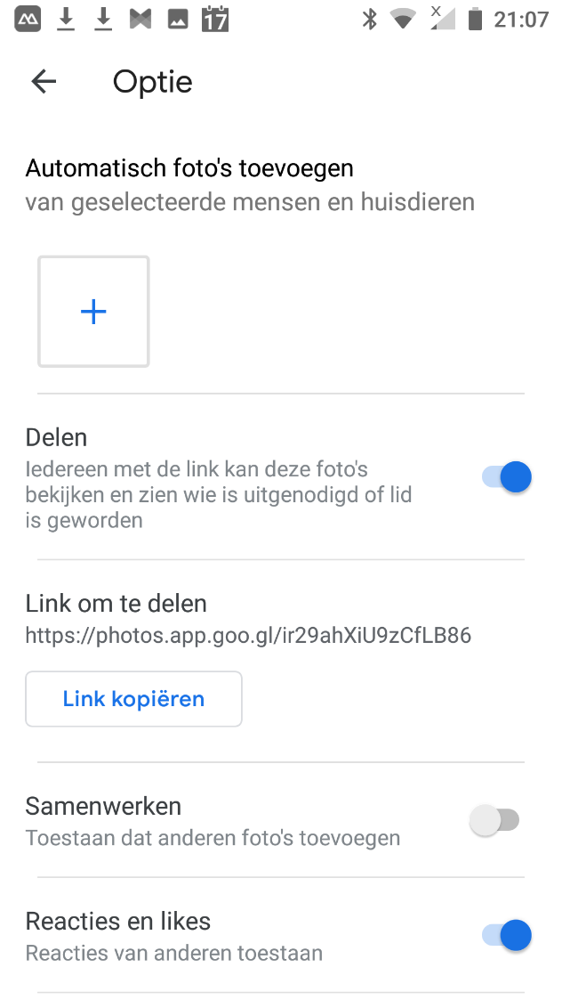 17
X
21:07
Optie
Automatisch foto's toevoegen
van geselecteerde mensen en huisdieren
Delen
Iedereen met de link kan deze foto's
bekijken en zien wie is uitgenodigd of lid
is geworden
Link om te delen
https://photos.app.goo.gl/ir29ahXiU9zCfLB86
Link kopiëren
Samenwerken
Toestaan dat anderen foto's toevoegen
Reacties en likes
Reacties van anderen toestaan